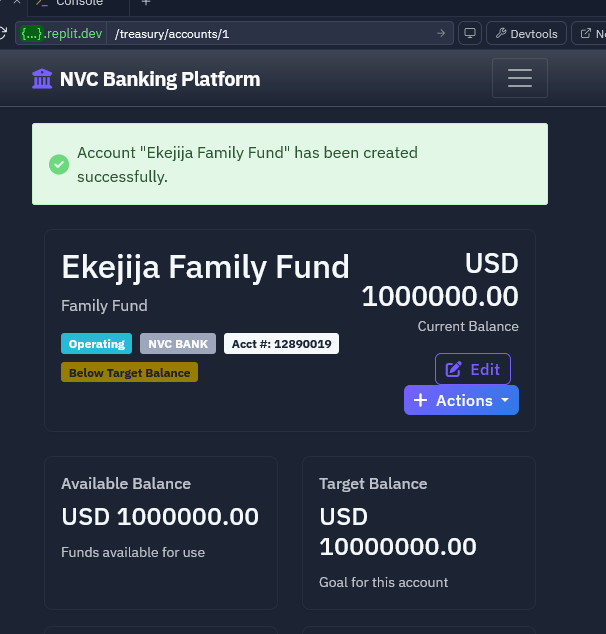 Console
{...}.replit.dev /treasury/accounts/1 Devtools
NVC Banking Platform
Account "Ekejija Family Fund" has been created
successfully.
Ekejija Family Fund
Family Fund
Operating NVC BANK Acct #: 12890019
Below Target Balance
USD
1000000.00
Current Balance
Edit
Actions
Available Balance
USD 1000000.00
Funds available for use
Target Balance
USD
10000000.00
Goal for this account